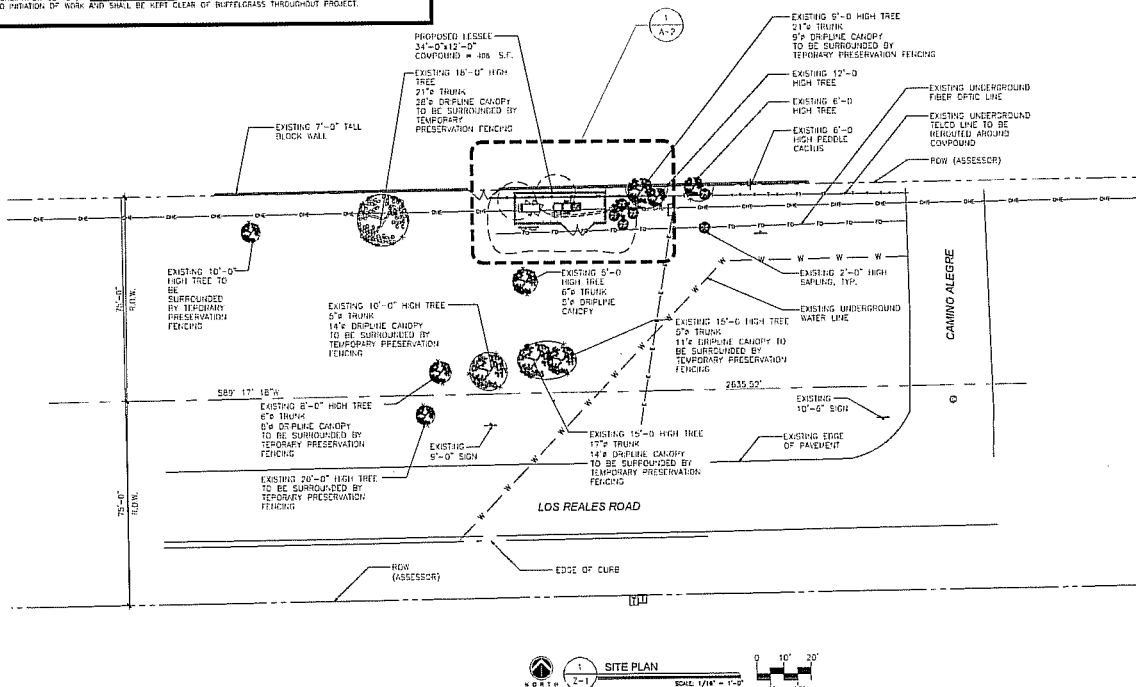 INITIATION OF WORK AND SHALL BE KEPT CLEAR OF BUFFELGRASS THROUGHOUT PROJECT.
PROPOSED LESSEE
34'-0"x12'-0"
COMPOUND = 408 S.F.
EXISTING 18'-0" HIGH
TREE
21"ø TRUNK
28'ø DRIPLINE CANOPY
TO BE SURROUNDED BY
TEMPORARY
PRESERVATION FENCING
EXISTING 7'-0" TALL
BLOCK WALL
1
A-2
EXISTING 9'-0 HIGH TREE
21"ø TRUNK
9'ø DRIPLINE CANOPY
TO BE SURROUNDED BY
TEPORARY PRESERVATION FENCING
EXISTING 12'-0
HIGH TREE
EXISTING 6'-0
HIGH TREE
EXISTING 6'-0
HIGH PEDDLE
CACTUS
EXISTING UNDERGROUND
FIBER OPTIC LINE
EXISTING UNDERGROUND
TELCO LINE TO BE
REROUTED AROUND
COMPOUND
ROW (ASSESSOR)
75'-0"
R.O.W.
EXISTING 10'-0"
HIGH TREE TO
BE
SURROUNDED
BY TEPORARY
PRESERVATION
FENCING
EXISTING 5'-0
HIGH TREE
6"ø TRUNK
5'ø DRIPLINE
CANOPY
EXISTING 2'-0" HIGH
SAPLING, TYP.
EXISTING UNDERGROUND
WATER LINE
CAMINO ALEGRE
EXISTING 10'-0" HIGH TREE
5"ø TRUNK
14'ø DRIPLINE CANOPY
TO BE SURROUNDED BY
TEMPORARY PRESERVATION
FENCING
EXISTING 15'-0 HIGH TREE
5"ø TRUNK
11'ø DRIPLINE CANOPY TO
BE SURROUNDED BY
TEMPORARY PRESERVATION
FENCING
S89° 17' 18"W
EXISTING 8'-0" HIGH TREE
6"ø TRUNK
8'ø DRIPLINE CANOPY
TO BE SURROUNDED BY
TEPORARY PRESERVATION
FENCING
EXISTING
9'-0" SIGN
EXISTING 15'-0 HIGH TREE
17"ø TRUNK
14'ø DRIPLINE CANOPY
TO BE SURROUNDED BY
TEMPORARY PRESERVATION
FENCING
EXISTING
10'-6" SIGN
EXISTING EDGE
OF PAVEMENT
EXISTING 20'-0" HIGH TREE
TO BE SURROUNDED BY
TEPORARY PRESERVATION
FENCING
75'-0"
R.O.W.
LOS REALES ROAD
ROW
(ASSESSOR)
EDGE OF CURB
NORTH
1
Z-1
SITE PLAN
SCALE: 1/16" = 1'-0"
0 10' 20'